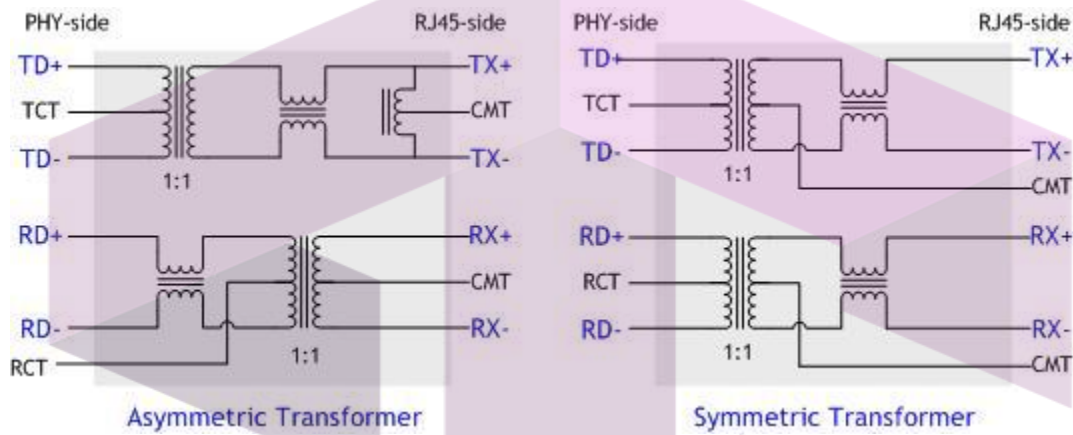 PHY-side RJ45-side
TD+ TX+
TCT CMT
TD- TX-
1:1
RD+ RX+
CMT
RD- RX-
1:1
RCT
Asymmetric Transformer
PHY-side RJ45-side
TD+ TX+
TCT
TD- TX-
1:1
CMT
RD+ RX+
RCT
RD- RX-
1:1
CMT
Symmetric Transformer